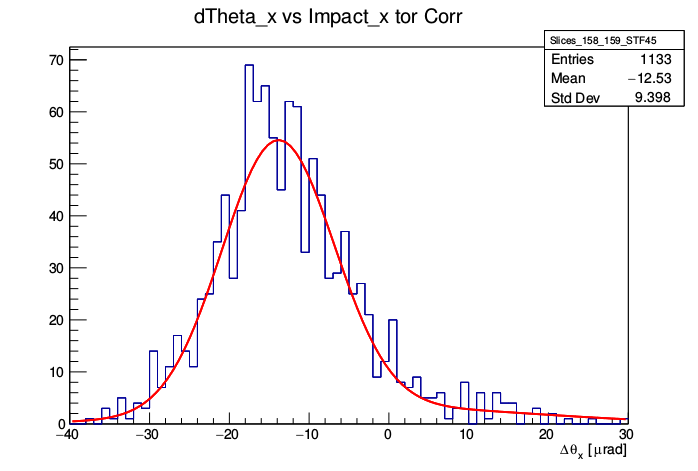 dTheta_x vs Impact_x tor Corr
Slices_158_159_STF45
Entries 1133
Mean −12.53
Std Dev 9.398
70
60
50
40
30
20
10
0
−40 −30 −20 −10 0 10 20 30
Δθx [μrad]